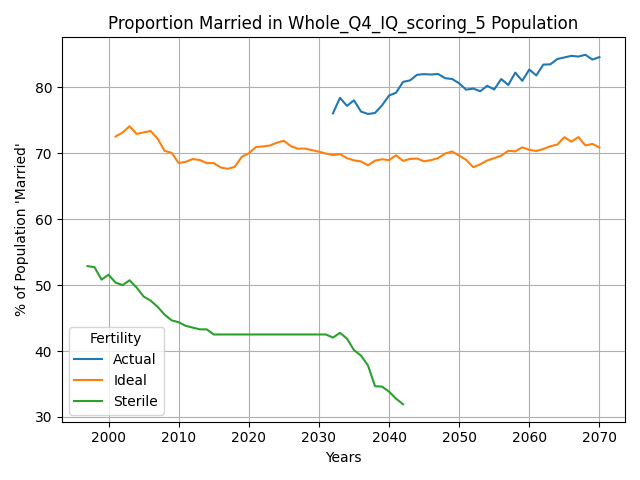 Proportion Married in Whole_Q4_IQ_scoring_5 Population
% of Population 'Married'
80
70
60
50
40
30
Fertility
Actual
Ideal
Sterile
2000 2010 2020 2030 2040 2050 2060 2070
Years